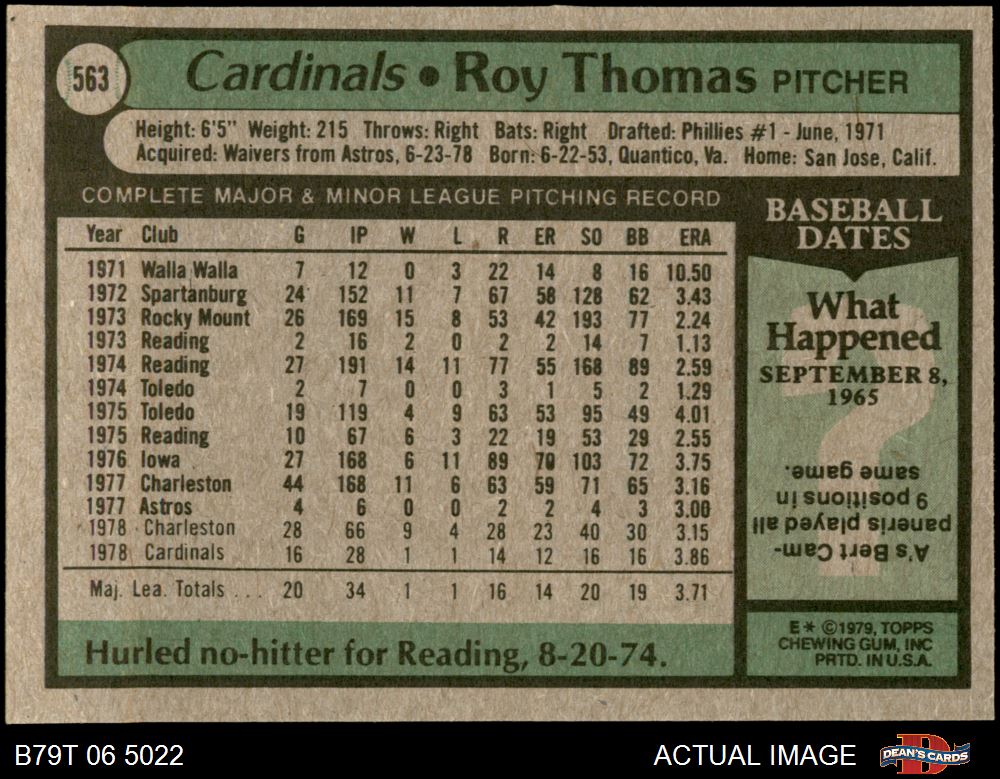 563
Cardinals • Roy Thomas PITCHER
Height: 6'5" Weight: 215 Throws: Right Bats: Right Drafted: Phillies #1 - June, 1971
Acquired: Waivers from Astros, 6-23-78 Born: 6-22-53, Quantico, Va. Home: San Jose, Calif.
COMPLETE MAJOR & MINOR LEAGUE PITCHING RECORD
Year Club G IP W L R ER SO BB ERA
1971 Walla Walla 7 12 0 3 22 14 8 16 10.50
1972 Spartanburg 24 152 11 7 67 58 128 62 3.43
1973 Rocky Mount 26 169 15 8 53 42 193 77 2.24
1973 Reading 2 16 2 0 2 2 14 7 1.13
1974 Reading 27 191 14 11 77 55 168 89 2.59
1974 Toledo 2 7 0 0 3 1 5 2 1.29
1975 Toledo 19 119 4 9 63 53 95 49 4.01
1975 Reading 10 67 6 3 22 19 53 29 2.55
1976 Iowa 27 168 6 11 89 70 103 72 3.75
1977 Charleston 44 168 11 6 63 59 71 65 3.16
1977 Astros 4 6 0 0 2 2 4 3 3.00
1978 Charleston 28 66 9 4 28 23 40 30 3.15
1978 Cardinals 16 28 1 1 14 12 16 16 3.86
Maj. Lea. Totals ... 20 34 1 1 16 14 20 19 3.71
Hurled no-hitter for Reading, 8-20-74.
BASEBALL
DATES
What
Happened
SEPTEMBER 8,
1965
A's Bert Cam-
paneris played all
9 positions in
same game.
E* ©1979, TOPPS
CHEWING GUM, INC
PRTD. IN U.S.A.
B79T 06 5022
ACTUAL IMAGE
DEAN'S CARDS